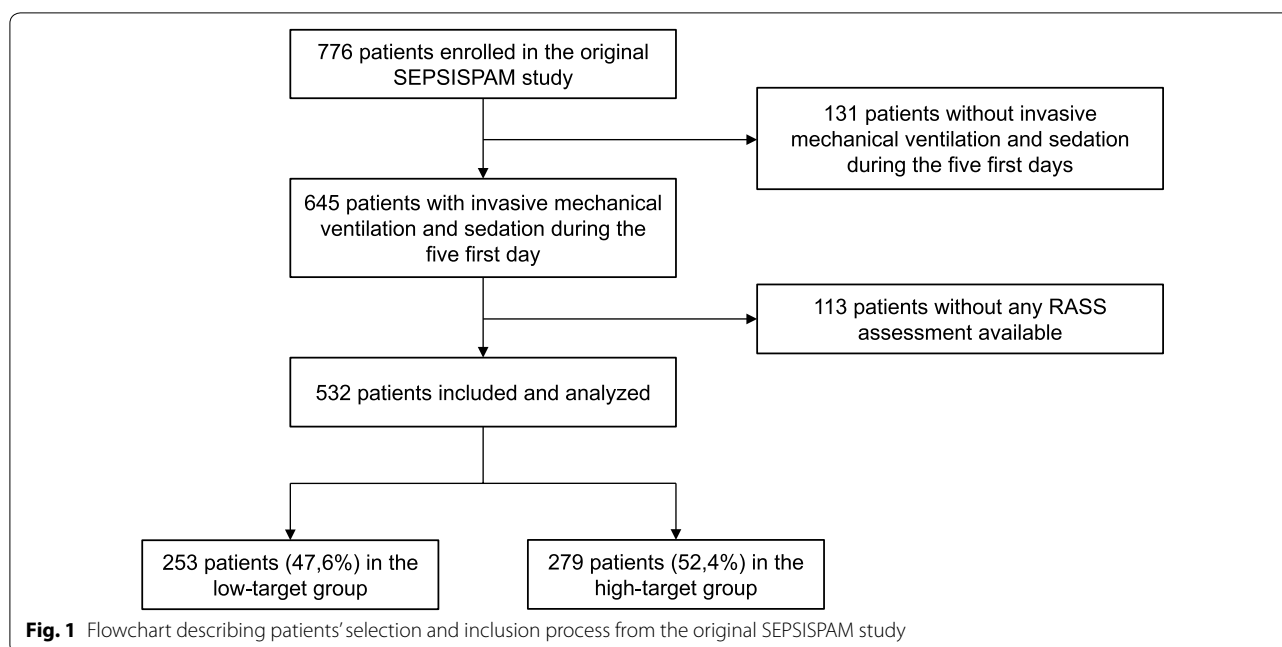 776 patients enrolled in the original
SEPSISPAM study
131 patients without invasive
mechanical ventilation and sedation
during the five first days
645 patients with invasive mechanical
ventilation and sedation during the
five first day
113 patients without any RASS
assessment available
532 patients included and analyzed
253 patients (47,6%) in the
low-target group
279 patients (52,4%) in the
high-target group
Fig. 1 Flowchart describing patients' selection and inclusion process from the original SEPSISPAM study